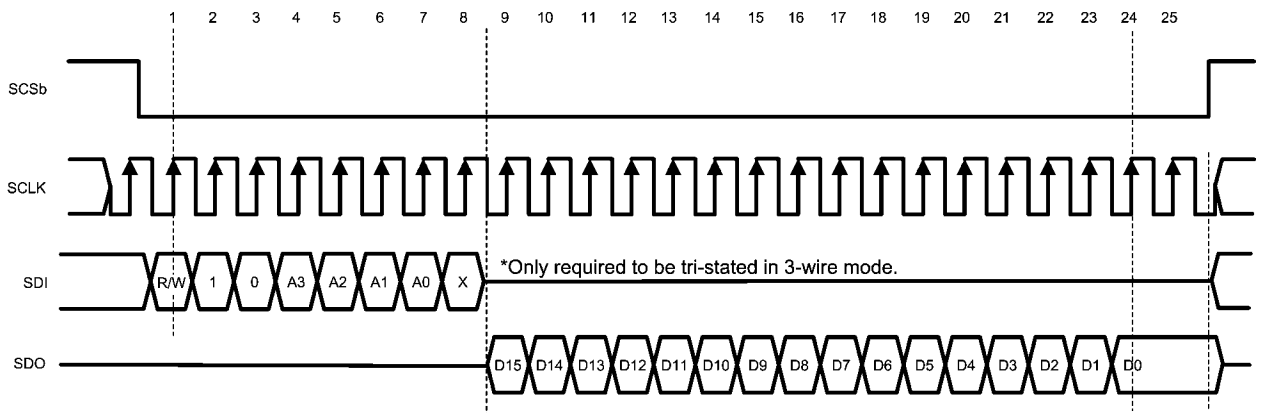 1 2 3 4 5 6 7 8 9 10 11 12 13 14 15 16 17 18 19 20 21 22 23 24 25
SCSb
SCLK
SDI R/W 1 0 A3 A2 A1 A0 X *Only required to be tri-stated in 3-wire mode.
SDO D15 D14 D13 D12 D11 D10 D9 D8 D7 D6 D5 D4 D3 D2 D1 D0